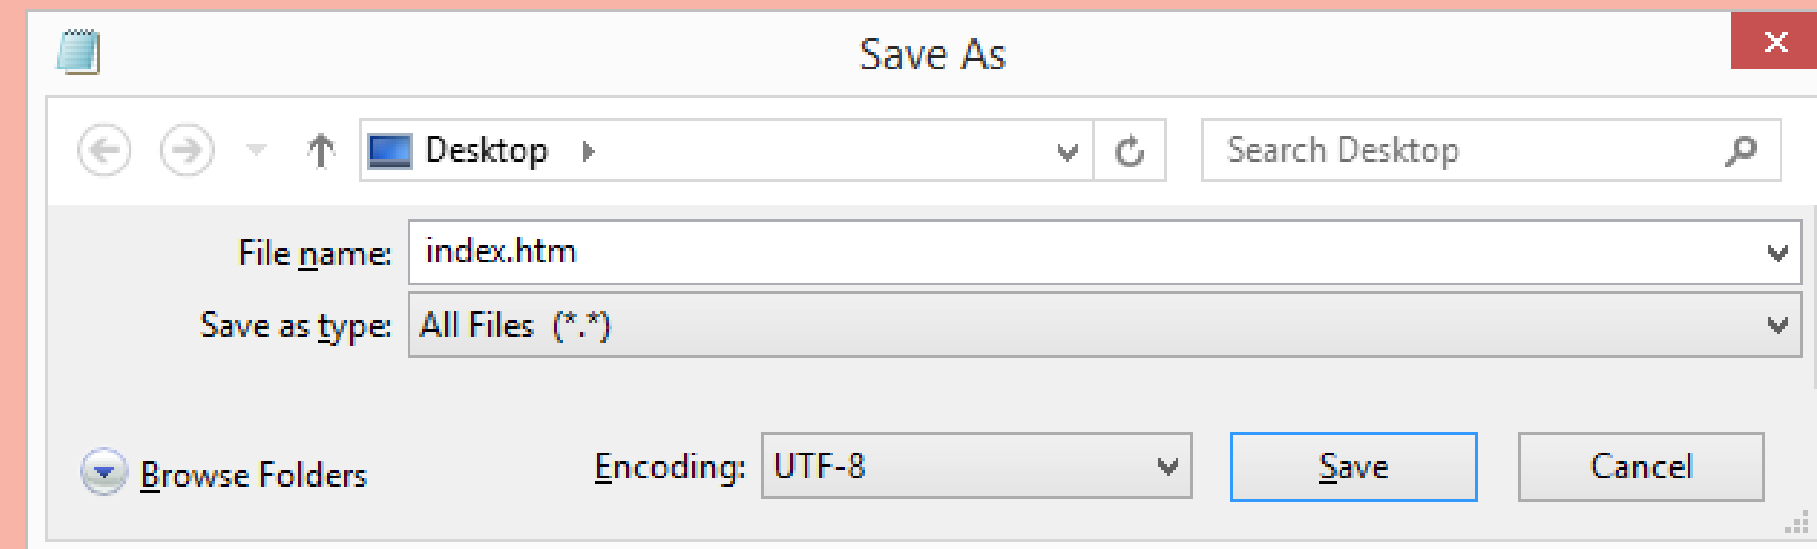 Save As
Desktop
Search Desktop
File name: index.htm
Save as type: All Files (*.*)
Browse Folders Encoding: UTF-8 Save Cancel